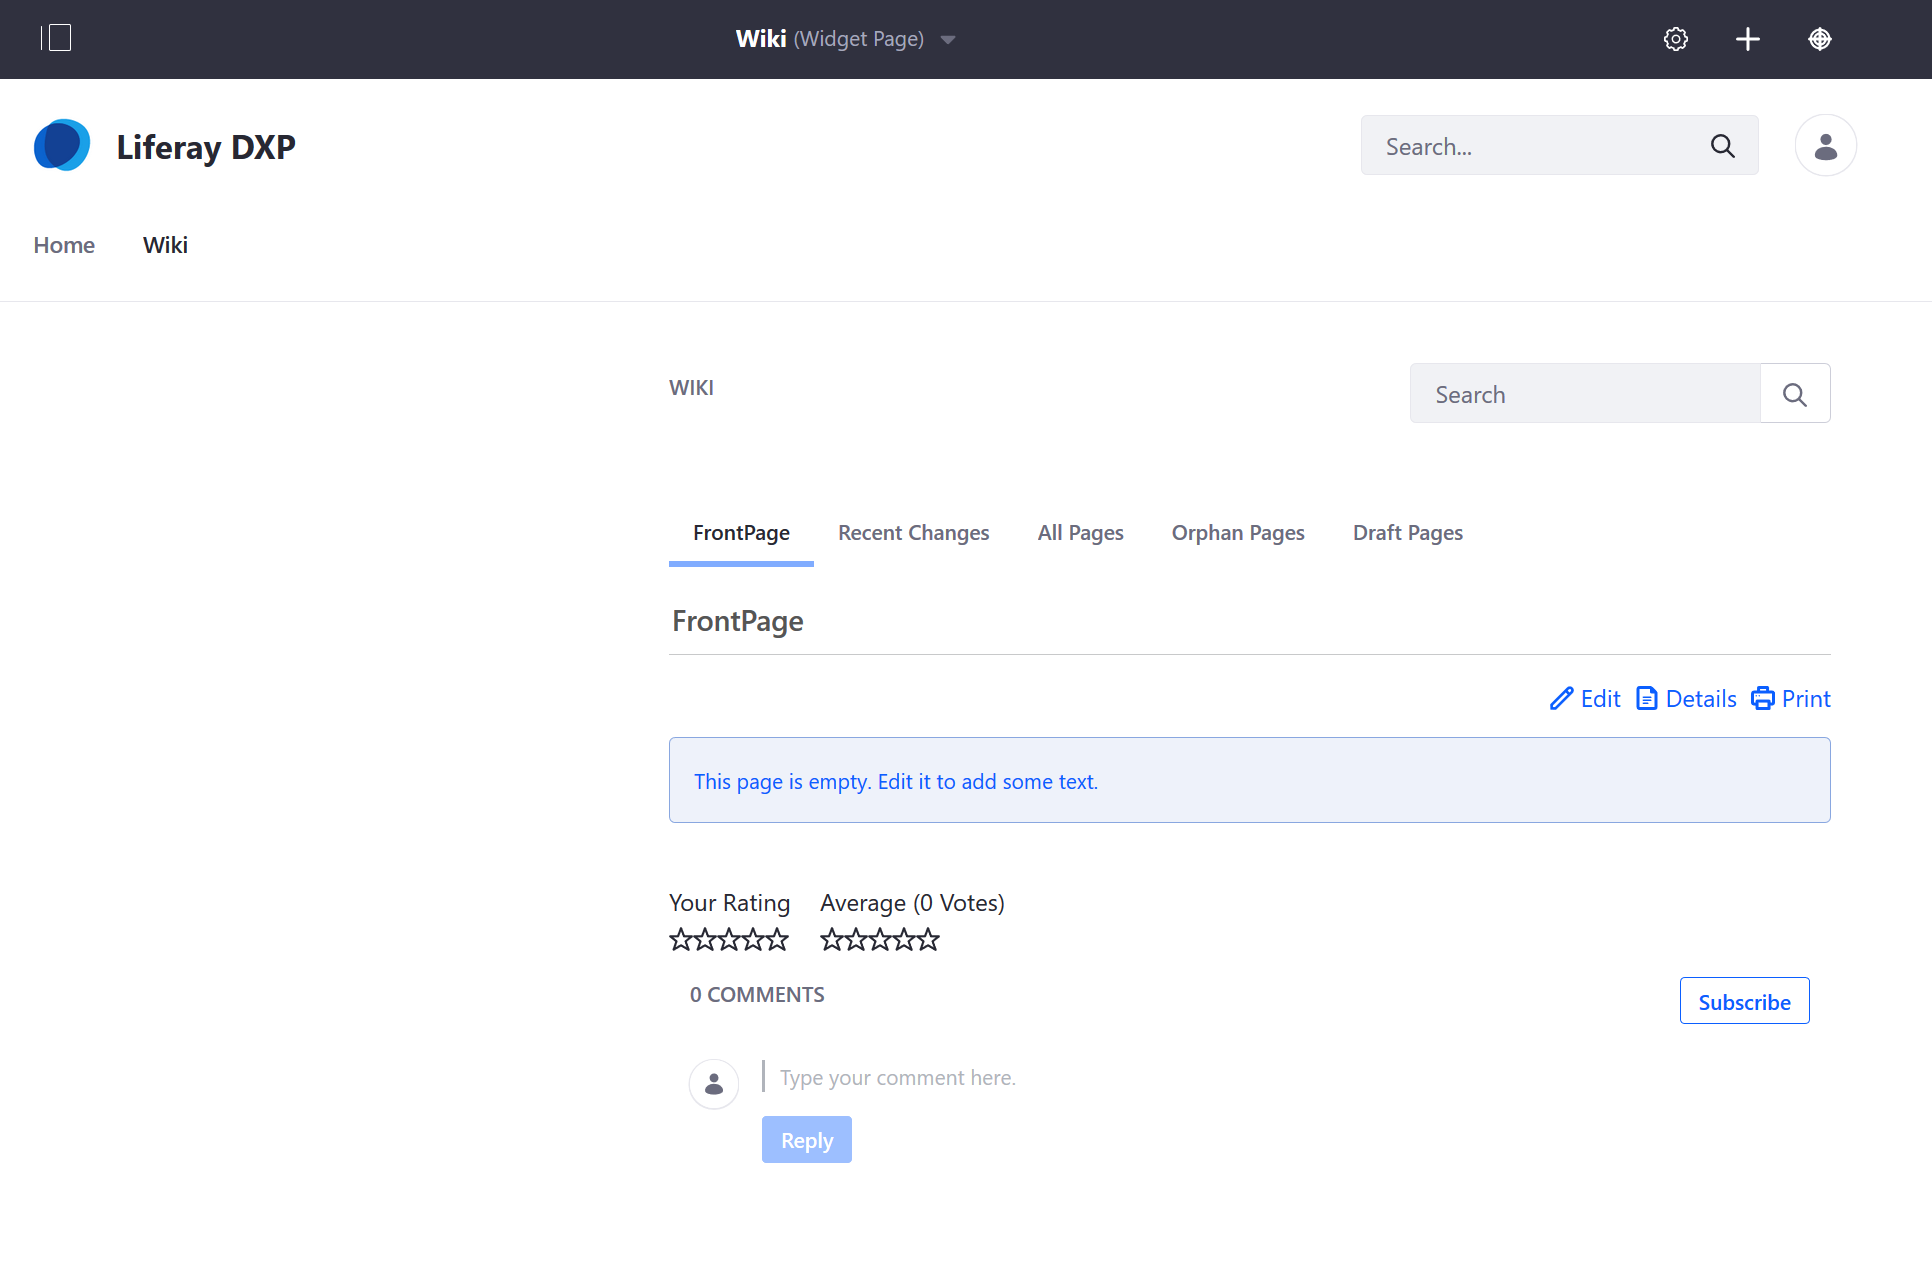 Wiki (Widget Page)
Liferay DXP
Search...
Home Wiki
WIKI
Search
FrontPage Recent Changes All Pages Orphan Pages Draft Pages
FrontPage
Edit Details Print
This page is empty. Edit it to add some text.
Your Rating Average (0 Votes)
0 COMMENTS
Subscribe
Type your comment here.
Reply